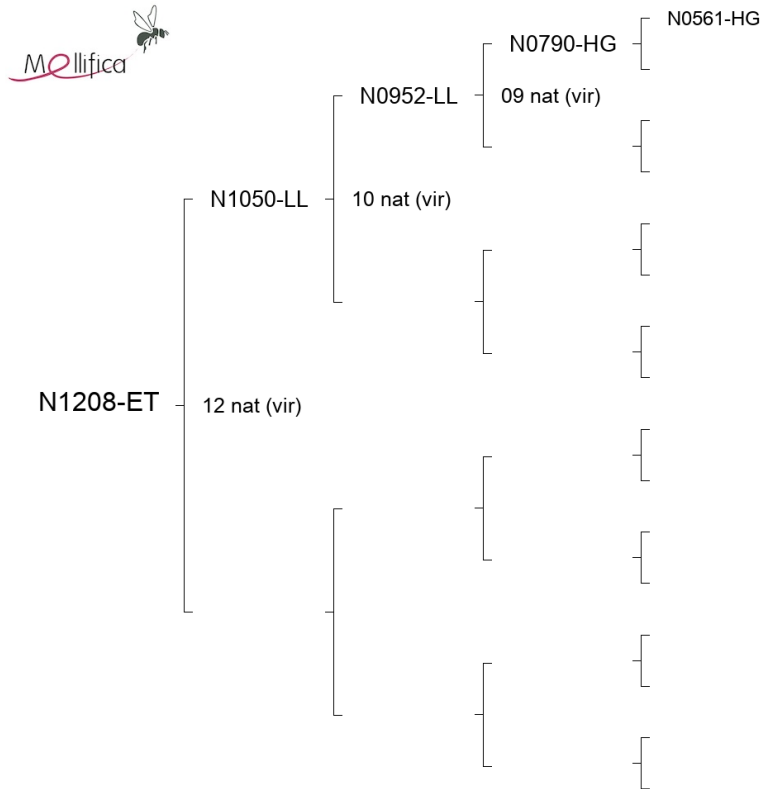 Mellifica
N0561-HG
N0790-HG
N0952-LL
09 nat (vir)
N1050-LL
10 nat (vir)
N1208-ET
12 nat (vir)